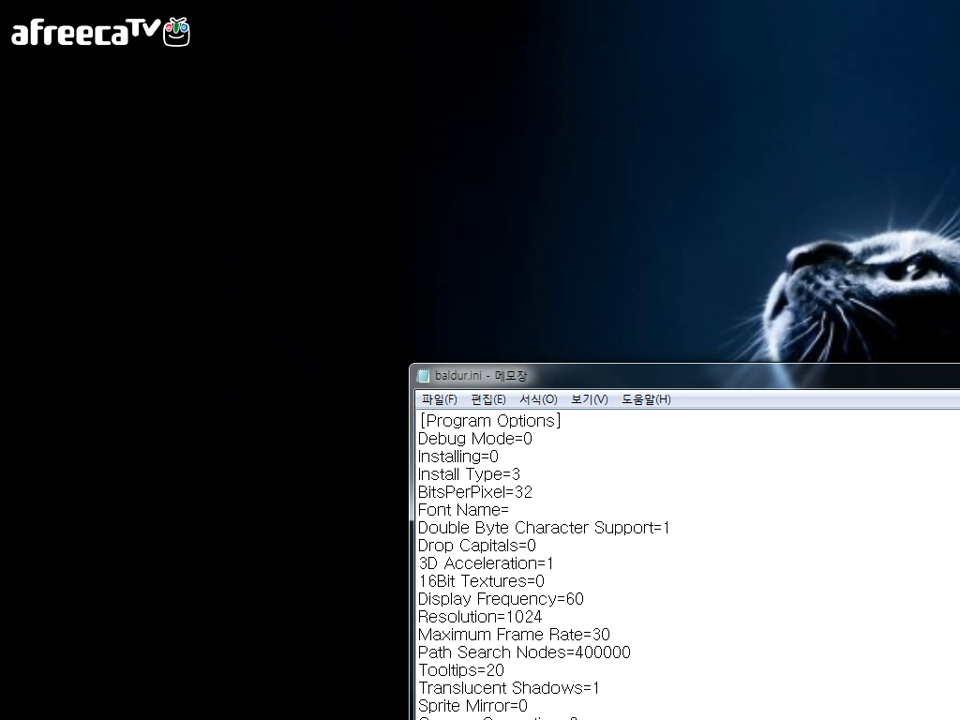 afreecaTV
baldur.ini - 메모장
파일(F) 편집(E) 서식(O) 보기(V) 도움말(H)
[Program Options]
Debug Mode=0
Installing=0
Install Type=3
BitsPerPixel=32
Font Name=
Double Byte Character Support=1
Drop Capitals=0
3D Acceleration=1
16Bit Textures=0
Display Frequency=60
Resolution=1024
Maximum Frame Rate=30
Path Search Nodes=400000
Tooltips=20
Translucent Shadows=1
Sprite Mirror=0